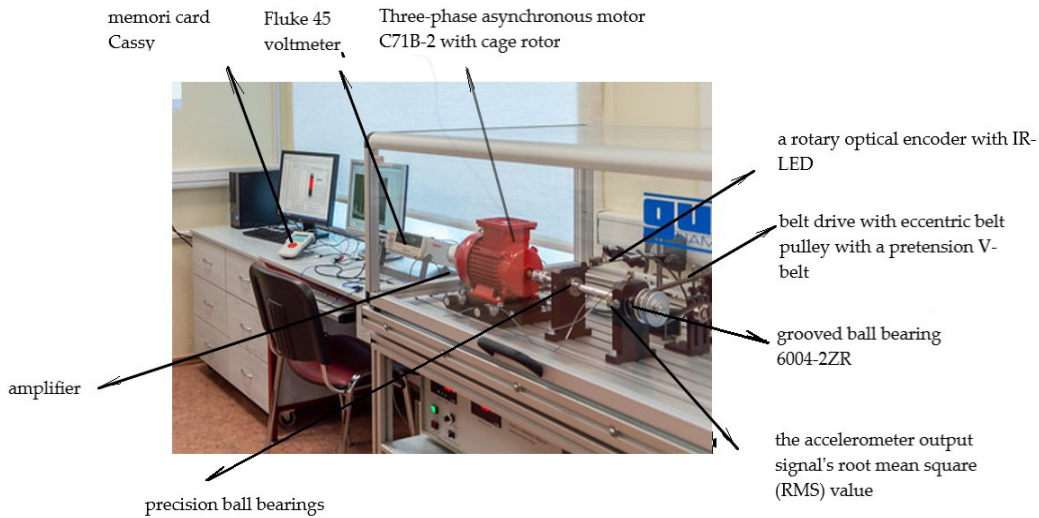 memori card
Cassy
Fluke 45
voltmeter
Three-phase asynchronous motor
C71B-2 with cage rotor
a rotary optical encoder with IR-
LED
belt drive with eccentric belt
pulley with a pretension V-
belt
grooved ball bearing
6004-2ZR
the accelerometer output
signal's root mean square
(RMS) value
amplifier
precision ball bearings